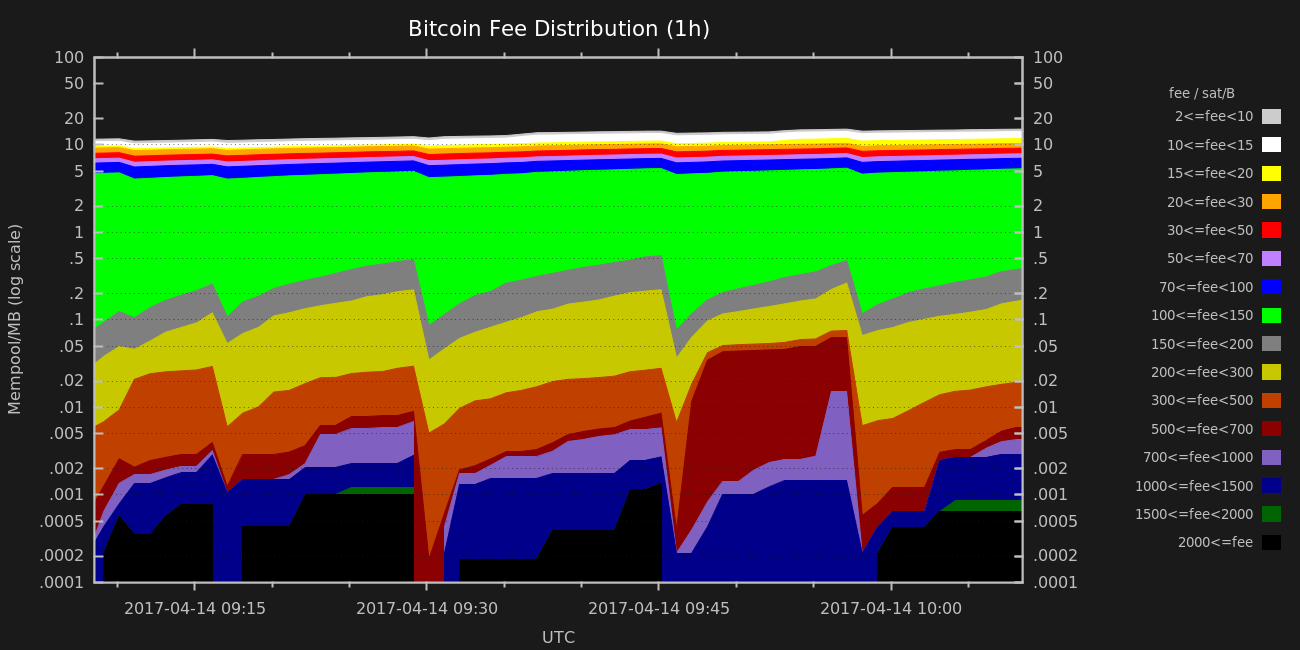 Bitcoin Fee Distribution (1h)
100
50
20
10
5
2
1
.5
.2
.1
.05
.02
.01
.005
.002
.001
.0005
.0002
.0001
Mempool/MB (log scale)
100
50
20
10
5
2
1
.5
.2
.1
.05
.02
.01
.005
.002
.001
.0005
.0002
.0001
2017-04-14 09:15
2017-04-14 09:30
2017-04-14 09:45
2017-04-14 10:00
UTC
fee / sat/B
2<=fee<10
10<=fee<15
15<=fee<20
20<=fee<30
30<=fee<50
50<=fee<70
70<=fee<100
100<=fee<150
150<=fee<200
200<=fee<300
300<=fee<500
500<=fee<700
700<=fee<1000
1000<=fee<1500
1500<=fee<2000
2000<=fee